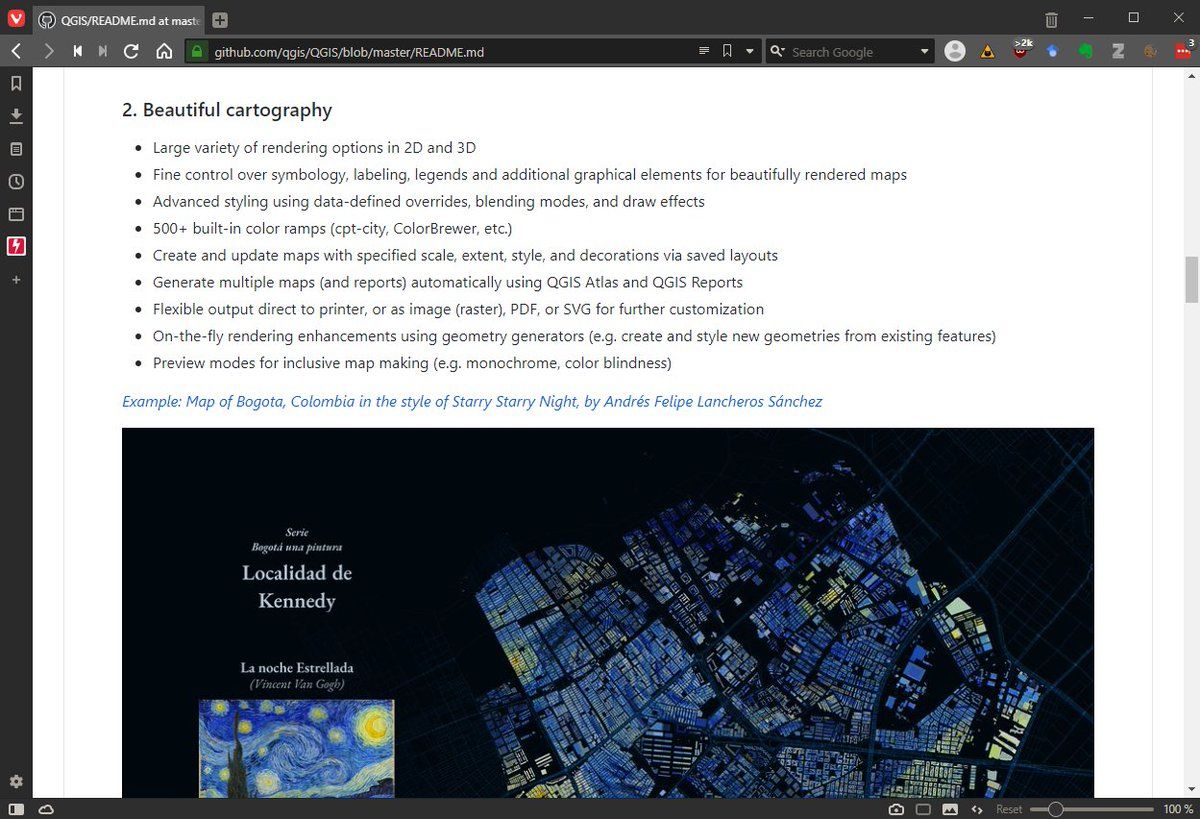 QGIS/README.md at maste
github.com/qgis/QGIS/blob/master/README.md
Search Google
>2k
3
2. Beautiful cartography
Large variety of rendering options in 2D and 3D
Fine control over symbology, labeling, legends and additional graphical elements for beautifully rendered maps
Advanced styling using data-defined overrides, blending modes, and draw effects
500+ built-in color ramps (cpt-city, ColorBrewer, etc.)
Create and update maps with specified scale, extent, style, and decorations via saved layouts
Generate multiple maps (and reports) automatically using QGIS Atlas and QGIS Reports
Flexible output direct to printer, or as image (raster), PDF, or SVG for further customization
On-the-fly rendering enhancements using geometry generators (e.g. create and style new geometries from existing features)
Preview modes for inclusive map making (e.g. monochrome, color blindness)
Example: Map of Bogota, Colombia in the style of Starry Starry Night, by Andrés Felipe Lancheros Sánchez
Serie
Bogotá una pintura
Localidad de
Kennedy
La noche Estrellada
(Vincent Van Gogh)
Reset
100 %